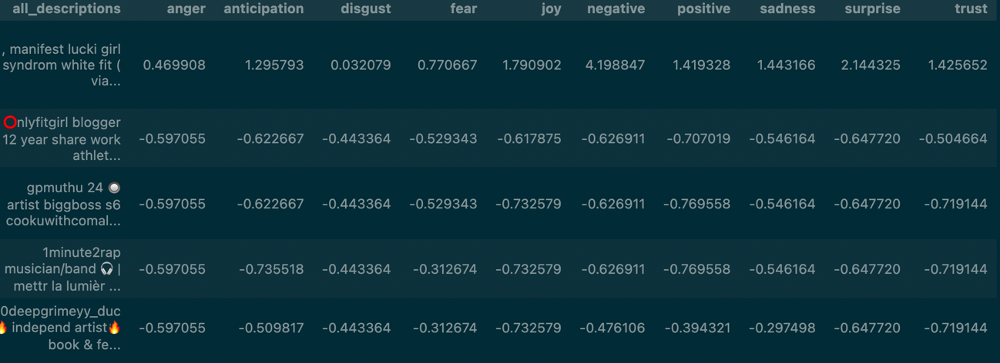 all_descriptions anger anticipation disgust fear joy negative positive sadness surprise trust
, manifest lucki girl
syndrom white fit (
via...
0.469908 1.295793 0.032079 0.770667 1.790902 4.198847 1.419328 1.443166 2.144325 1.425652
⭕nlyfitgirl blogger
12 year share work
athlet...
-0.597055 -0.622667 -0.443364 -0.529343 -0.617875 -0.626911 -0.707019 -0.546164 -0.647720 -0.504664
gpmuthu 24 🔘
artist biggboss s6
cookuwithcomal...
-0.597055 -0.622667 -0.443364 -0.529343 -0.732579 -0.626911 -0.769558 -0.546164 -0.647720 -0.719144
1minute2rap
musician/band 🎧 |
mettr la lumièr ...
-0.597055 -0.735518 -0.443364 -0.312674 -0.732579 -0.626911 -0.769558 -0.546164 -0.647720 -0.719144
0deepgrimeyy_duc
🔥 independ artist🔥
book & fe...
-0.597055 -0.509817 -0.443364 -0.312674 -0.732579 -0.476106 -0.394321 -0.297498 -0.647720 -0.719144